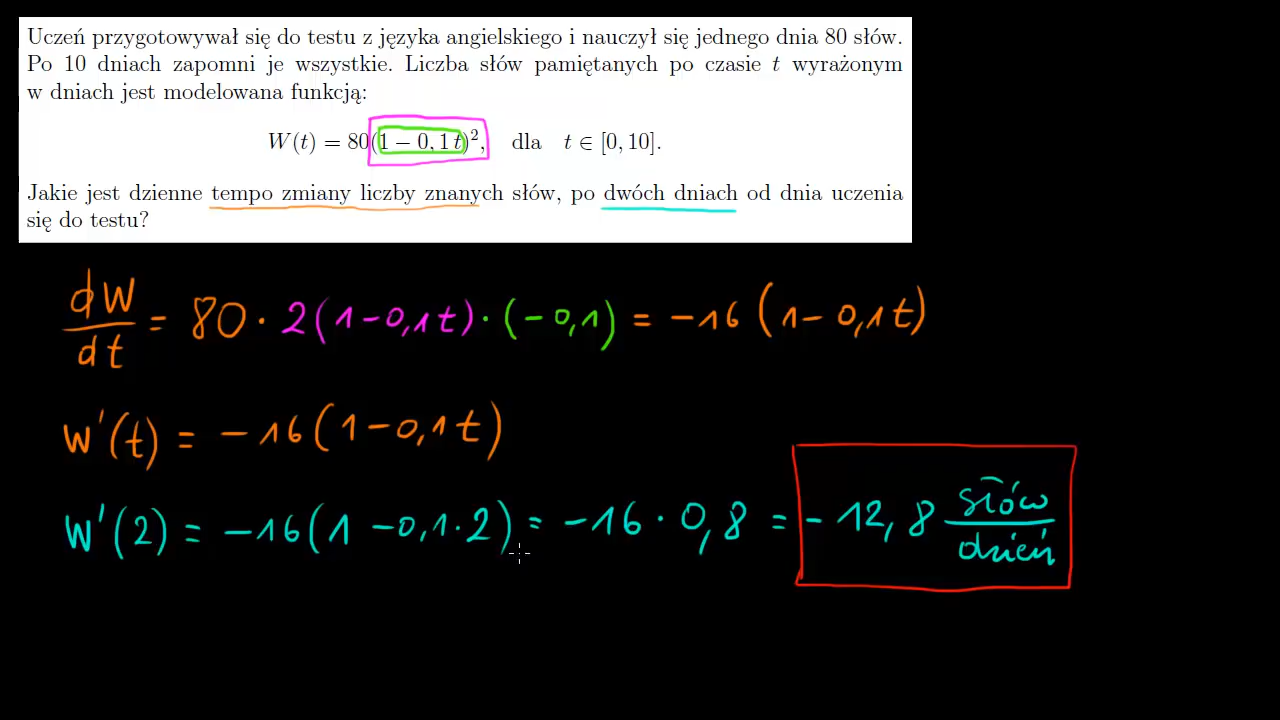 Uczeń przygotowywał się do testu z języka angielskiego i nauczył się jednego dnia 80 słów.
Po 10 dniach zapomni je wszystkie. Liczba słów pamiętanych po czasie t wyrażonym
w dniach jest modelowana funkcją:
W(t) = 80(1 − 0,1 t)², dla t ∈ [0, 10].
Jakie jest dzienne tempo zmiany liczby znanych słów, po dwóch dniach od dnia uczenia
się do testu?
dW/dt = 80 · 2(1−0,1t) · (−0,1) = −16(1−0,1t)
W'(t) = −16(1−0,1t)
W'(2) = −16(1−0,1·2) = −16 · 0,8 = −12,8 słów/dzień